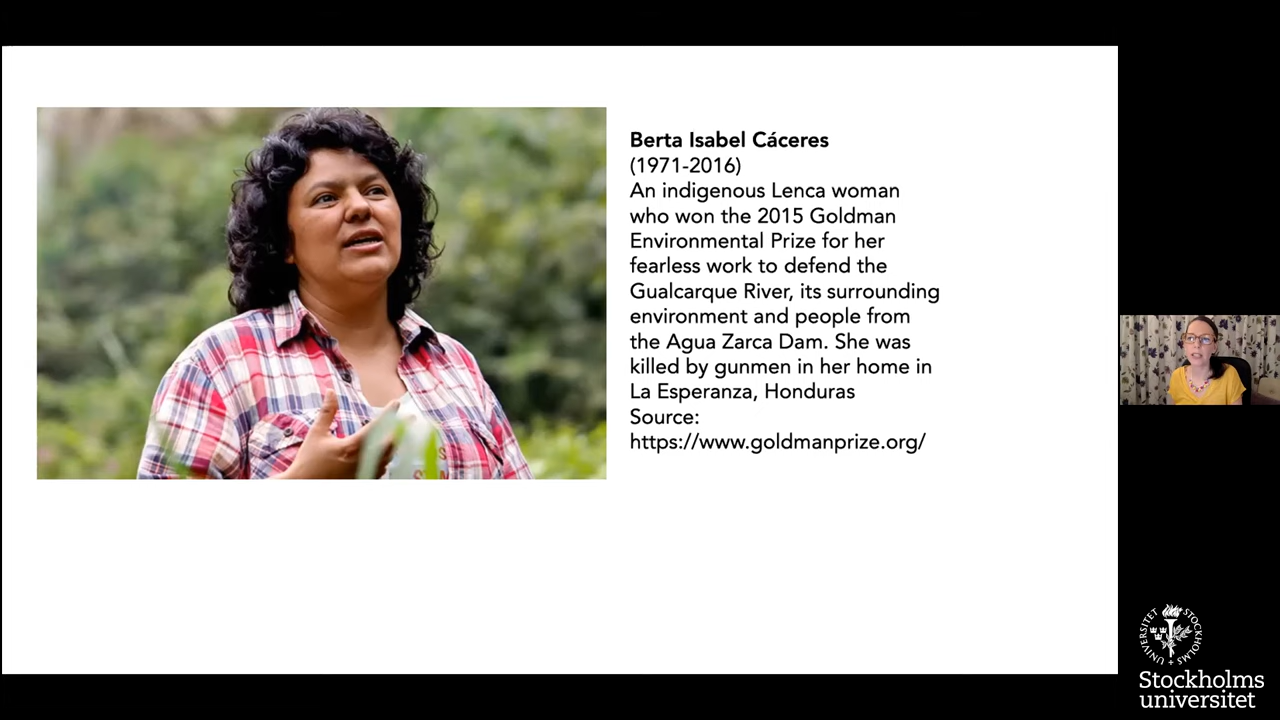 Berta Isabel Cáceres
(1971-2016)
An indigenous Lenca woman
who won the 2015 Goldman
Environmental Prize for her
fearless work to defend the
Gualcarque River, its surrounding
environment and people from
the Agua Zarca Dam. She was
killed by gunmen in her home in
La Esperanza, Honduras
Source:
https://www.goldmanprize.org/
STOCKHOLMS UNIVERSITET
Stockholms
universitet